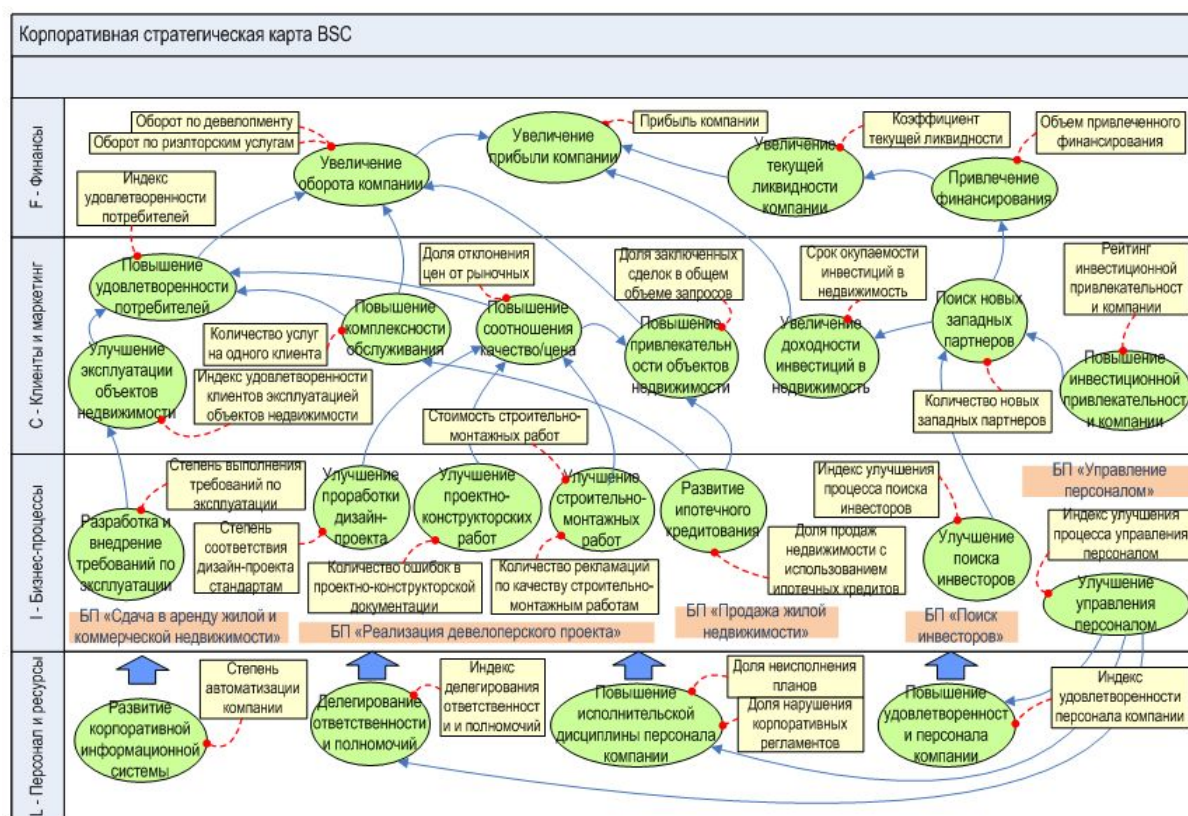 Корпоративная стратегическая карта BSC
F - Финансы
Оборот по девелопменту
Оборот по риэлторским услугам
Увеличение
оборота компании
Увеличение
прибыли компании
Прибыль компании
Коэффициент
текущей ликвидности
Увеличение
текущей
ликвидности
компании
Объем привлеченного
финансирования
Привлечение
финансирования
Индекс
удовлетворенности
потребителей
C - Клиенты и маркетинг
Повышение
удовлетворенности
потребителей
Доля отклонения
цен от рыночных
Доля заключенных
сделок в общем
объеме запросов
Срок окупаемости
инвестиций в
недвижимость
Рейтинг
инвестиционной
привлекательност
и компании
Улучшение
эксплуатации
объектов
недвижимости
Количество услуг
на одного клиента
Повышение
комплексности
обслуживания
Повышение
соотношения
качество/цена
Повышение
привлекатель
ности объектов
недвижимости
Увеличение
доходности
инвестиций в
недвижимость
Поиск новых
западных
партнеров
Повышение
инвестиционной
привлекательност
и компании
Индекс удовлетворенности
клиентов эксплуатацией
объектов недвижимости
Стоимость строительно-
монтажных работ
Количество новых
западных партнеров
I - Бизнес-процессы
Степень выполнения
требований по
эксплуатации
Разработка и
внедрение
требований по
эксплуатации
Степень
соответствия
дизайн-проекта
стандартам
Улучшение
проработки
дизайн-
проекта
Улучшение
проектно-
конструкторских
работ
Улучшение
строительно-
монтажных
работ
Развитие
ипотечного
кредитования
Индекс улучшения
процесса поиска
инвесторов
БП «Управление
персоналом»
Индекс улучшения
процесса управления
персоналом
Количество ошибок в
проектно-конструкторской
документации
Количество рекламаций
по качеству строительно-
монтажным работам
Доля продаж
недвижимости с
использованием
ипотечных кредитов
Улучшение
поиска
инвесторов
Улучшение
управления
персоналом
БП «Сдача в аренду жилой и
коммерческой недвижимости»
БП «Реализация девелоперского проекта»
БП «Продажа жилой
недвижимости»
БП «Поиск
инвесторов»
L - Персонал и ресурсы
Развитие
корпоративной
информационной
системы
Степень
автоматизации
компании
Делегирование
ответственности
и полномочий
Индекс
делегирования
ответственност
и и полномочий
Повышение
исполнительской
дисциплины персонала
компании
Доля неисполнения
планов
Доля нарушения
корпоративных
регламентов
Повышение
удовлетворенност
и персонала
компании
Индекс
удовлетворенности
персонала компании